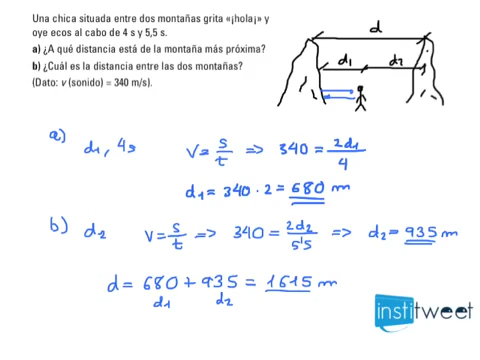 Una chica situada entre dos montañas grita «¡hola¡» y
oye ecos al cabo de 4 s y 5,5 s.
a) ¿A qué distancia está de la montaña más próxima?
b) ¿Cuál es la distancia entre las dos montañas?
(Dato: v (sonido) = 340 m/s).
d
d₁ d₂
a) d₁, 4s v = s/t => 340 = 2d₁/4
d₁ = 340 · 2 = 680 m
b) d₂ v = s/t => 340 = 2d₂/5's => d₂ = 935 m
d = 680 + 935 = 1615 m
d₁ d₂
institweet